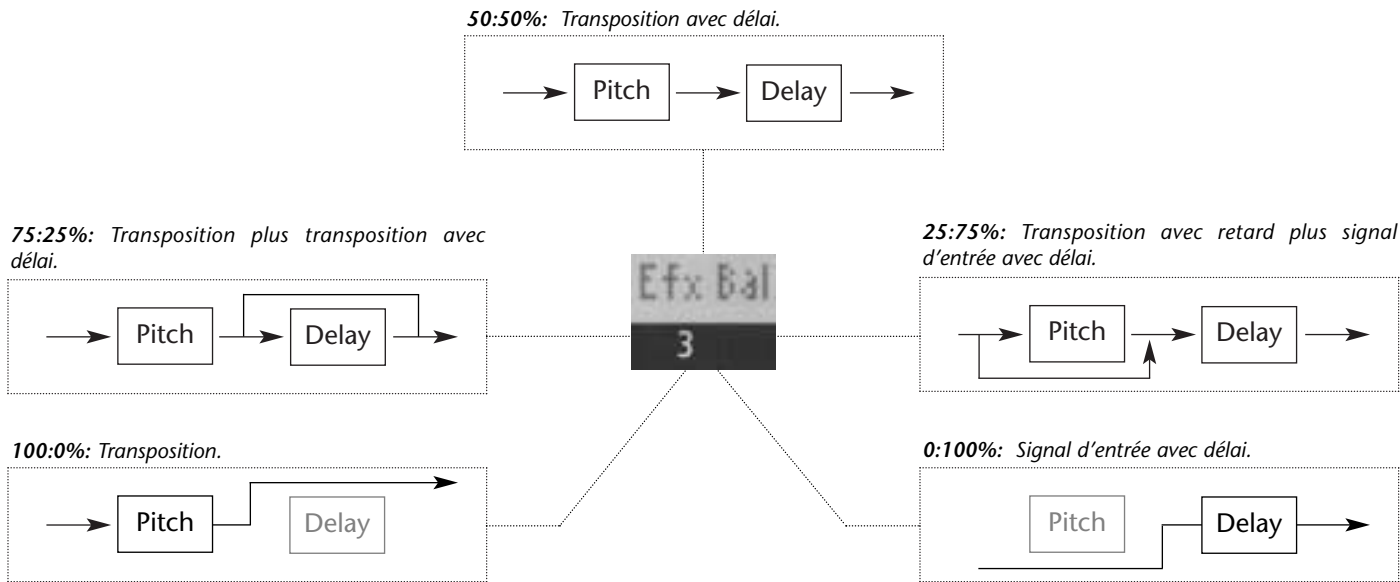 50:50%: Transposition avec délai.
Pitch
Delay
75:25%: Transposition plus transposition avec
délai.
Pitch
Delay
Efx Bal
3
25:75%: Transposition avec retard plus signal
d'entrée avec délai.
Pitch
Delay
100:0%: Transposition.
Pitch
Delay
0:100%: Signal d'entrée avec délai.
Pitch
Delay